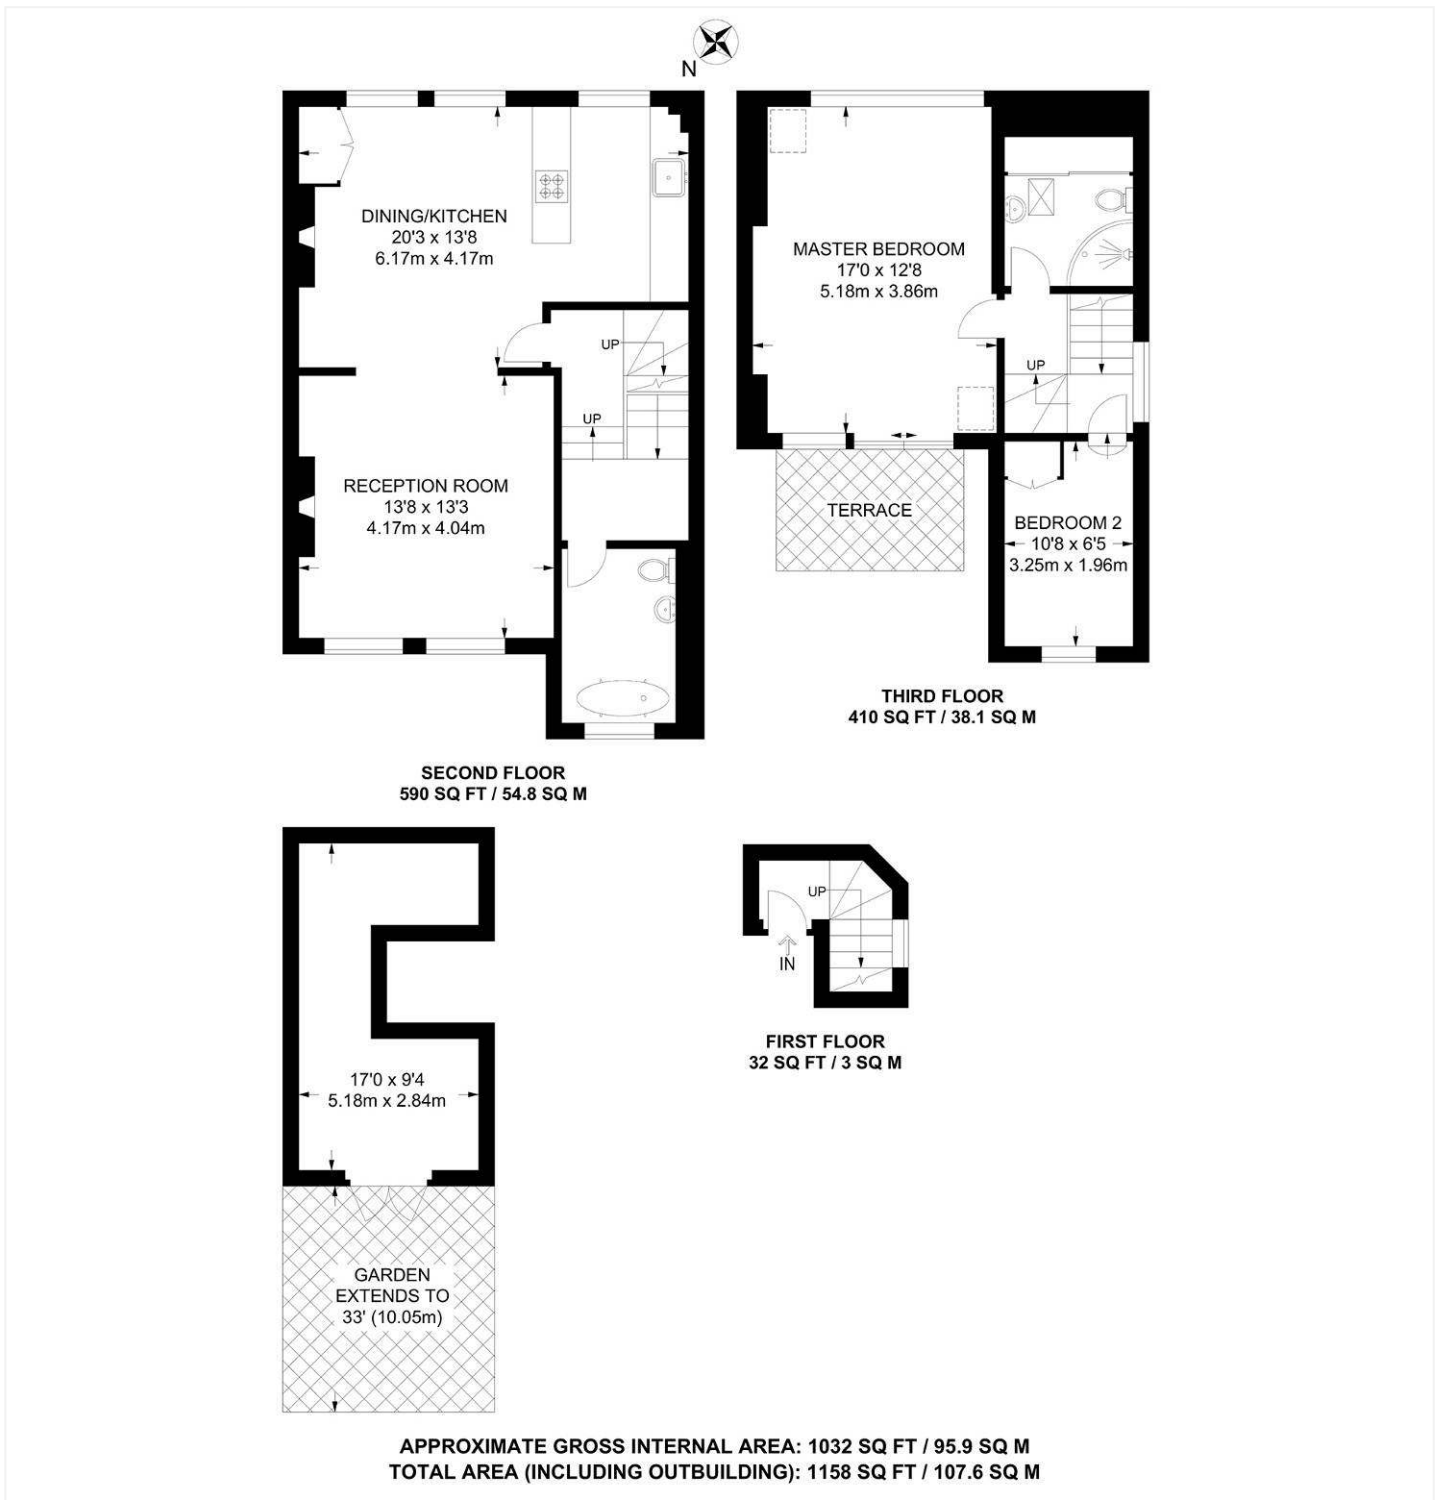 N
DINING/KITCHEN
20'3 x 13'8
6.17m x 4.17m
UP
UP
RECEPTION ROOM
13'8 x 13'3
4.17m x 4.04m
SECOND FLOOR
590 SQ FT / 54.8 SQ M
MASTER BEDROOM
17'0 x 12'8
5.18m x 3.86m
UP
TERRACE
BEDROOM 2
10'8 x 6'5
3.25m x 1.96m
THIRD FLOOR
410 SQ FT / 38.1 SQ M
17'0 x 9'4
5.18m x 2.84m
GARDEN
EXTENDS TO
33' (10.05m)
UP
IN
FIRST FLOOR
32 SQ FT / 3 SQ M
APPROXIMATE GROSS INTERNAL AREA: 1032 SQ FT / 95.9 SQ M
TOTAL AREA (INCLUDING OUTBUILDING): 1158 SQ FT / 107.6 SQ M